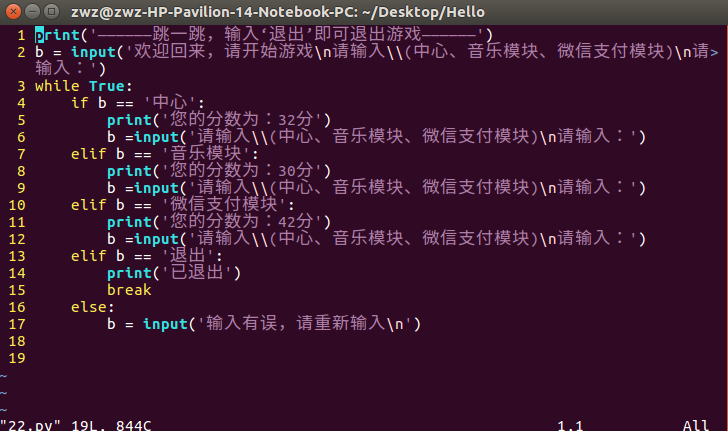 zwz@zwz-HP-Pavilion-14-Notebook-PC: ~/Desktop/Hello
1 print('——————跳一跳，输入‘退出’即可退出游戏——————')
2 b = input('欢迎回来，请开始游戏\n请输入\\(中心、音乐模块、微信支付模块)\n请>
输入：')
3 while True:
4     if b == '中心':
5         print('您的分数为：32分')
6         b =input('请输入\\(中心、音乐模块、微信支付模块)\n请输入：')
7     elif b == '音乐模块':
8         print('您的分数为：30分')
9         b =input('请输入\\(中心、音乐模块、微信支付模块)\n请输入：')
10     elif b == '微信支付模块':
11         print('您的分数为：42分')
12         b =input('请输入\\(中心、音乐模块、微信支付模块)\n请输入：')
13     elif b == '退出':
14         print('已退出')
15         break
16     else:
17         b = input('输入有误，请重新输入\n')
18
19
~
~
~
"22.py" 19L, 844C 1,1 All